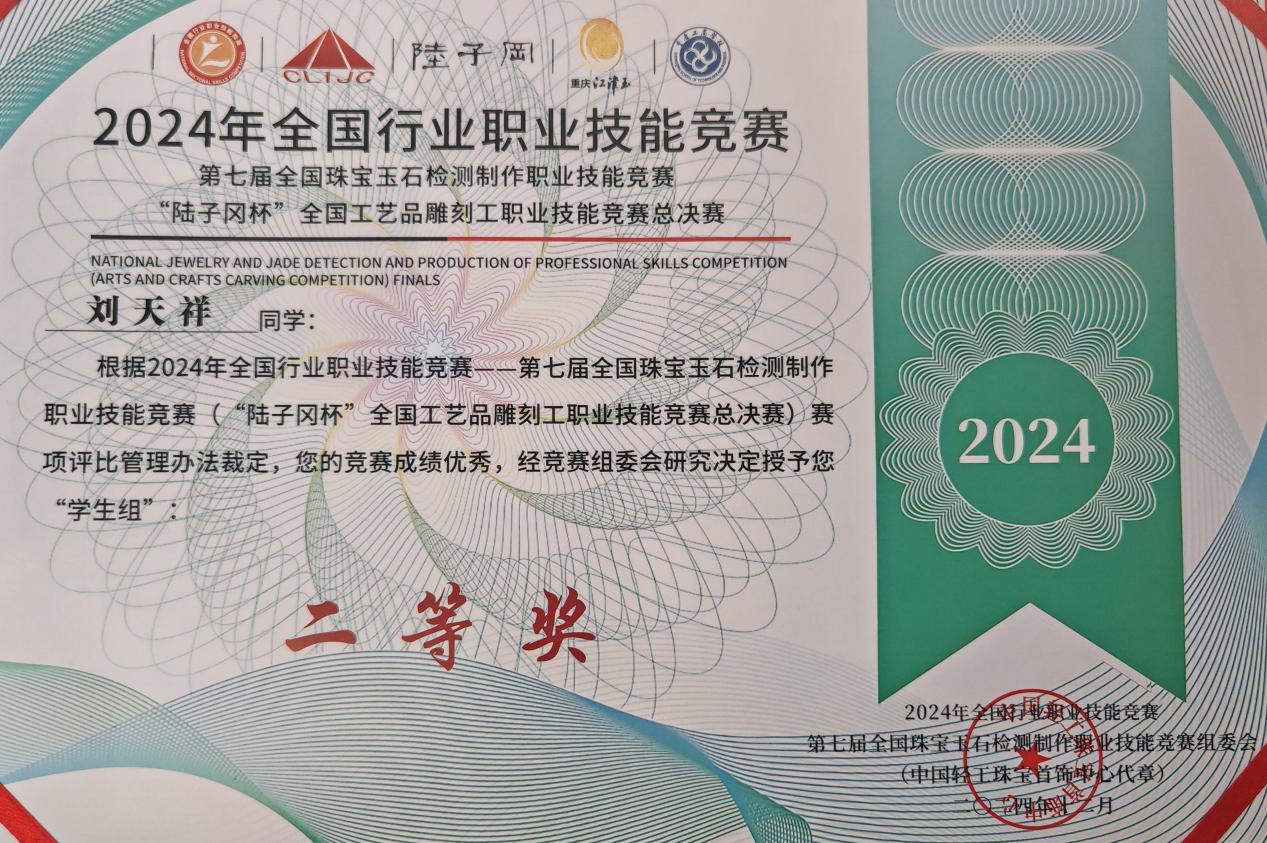 CLIJC
陸子岡
重庆江津玉
2024年全国行业职业技能竞赛
第七届全国珠宝玉石检测制作职业技能竞赛
“陆子冈杯”全国工艺品雕刻工职业技能竞赛总决赛
NATIONAL JEWELRY AND JADE DETECTION AND PRODUCTION OF PROFESSIONAL SKILLS COMPETITION
(ARTS AND CRAFTS CARVING COMPETITION) FINALS
刘天祥 同学:
根据2024年全国行业职业技能竞赛——第七届全国珠宝玉石检测制作
职业技能竞赛（“陆子冈杯”全国工艺品雕刻工职业技能竞赛总决赛）赛
项评比管理办法裁定，您的竞赛成绩优秀，经竞赛组委会研究决定授予您
“学生组”：
二等奖
2024
2024年全国行业职业技能竞赛
第七届全国珠宝玉石检测制作职业技能竞赛组委会
（中国轻工珠宝首饰中心代章）
二〇二四年十二月